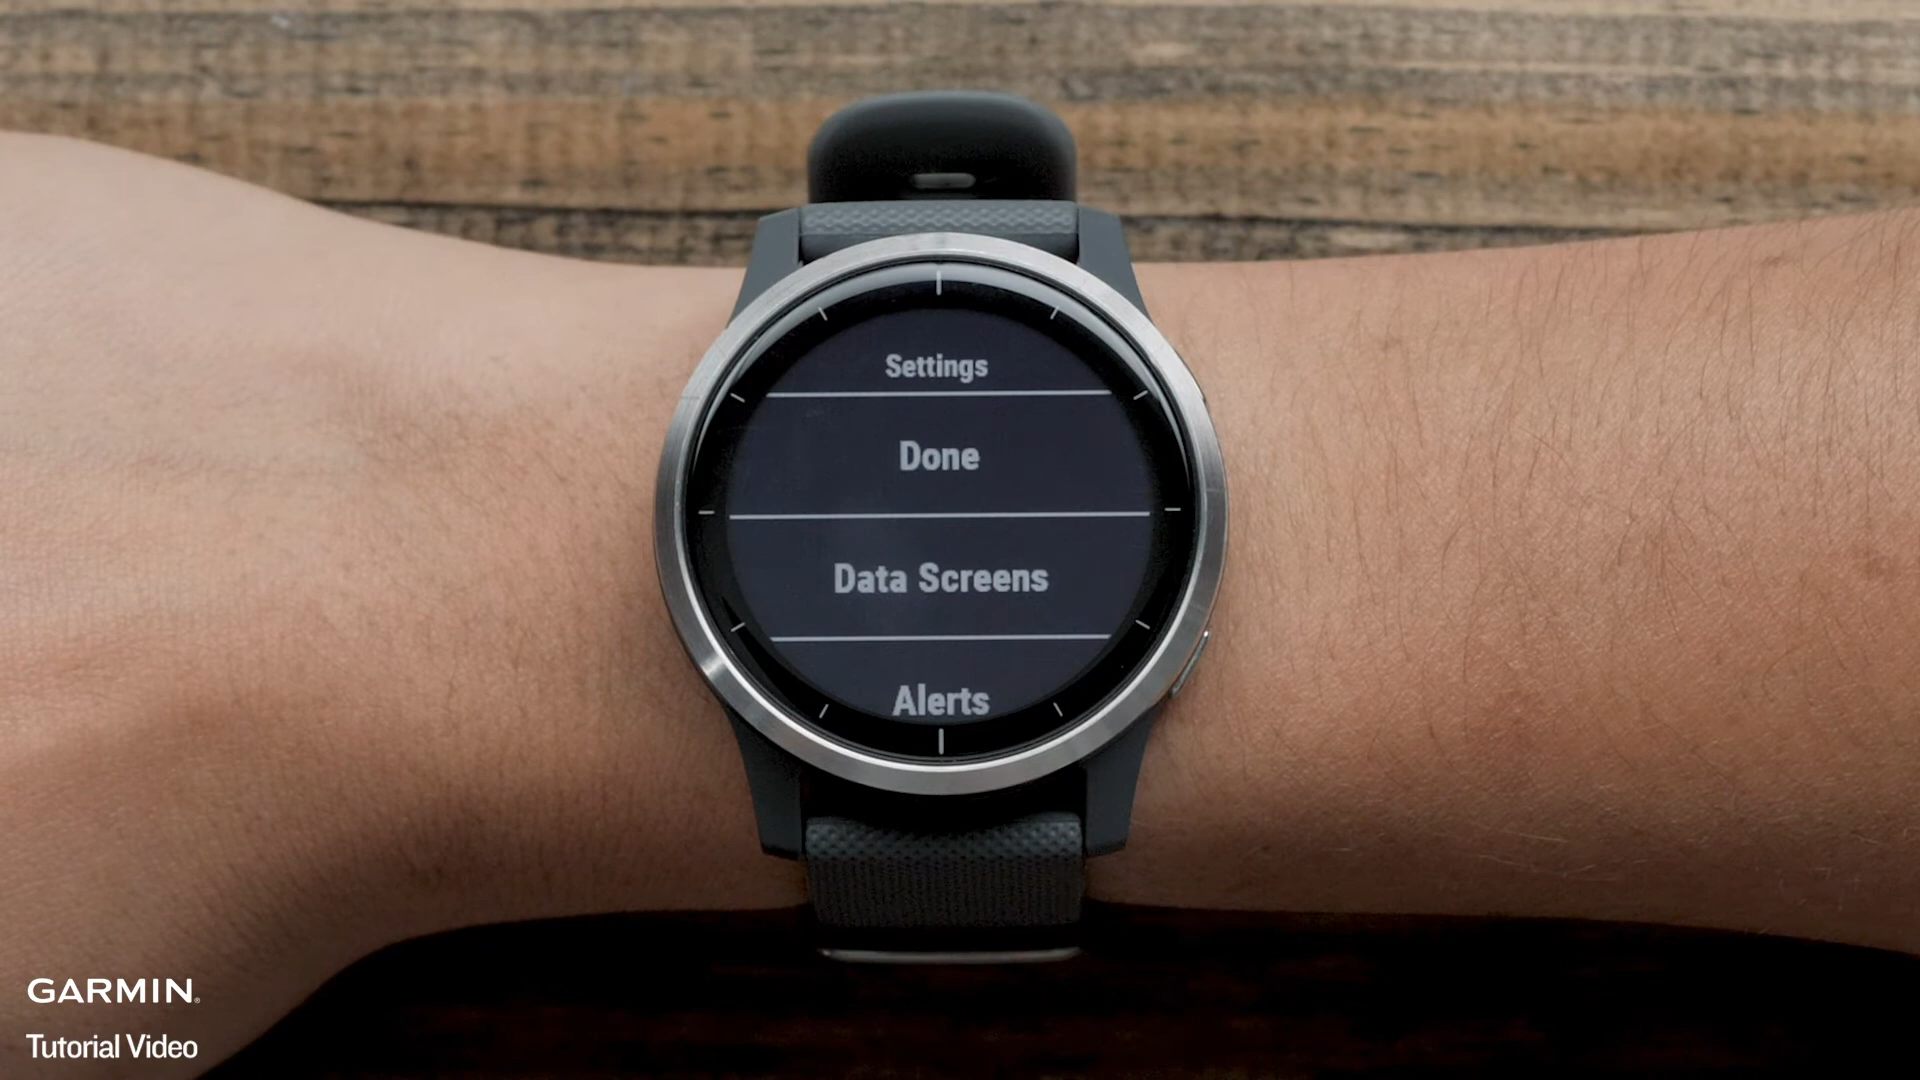 Settings
Done
Data Screens
Alerts
GARMIN®
Tutorial Video